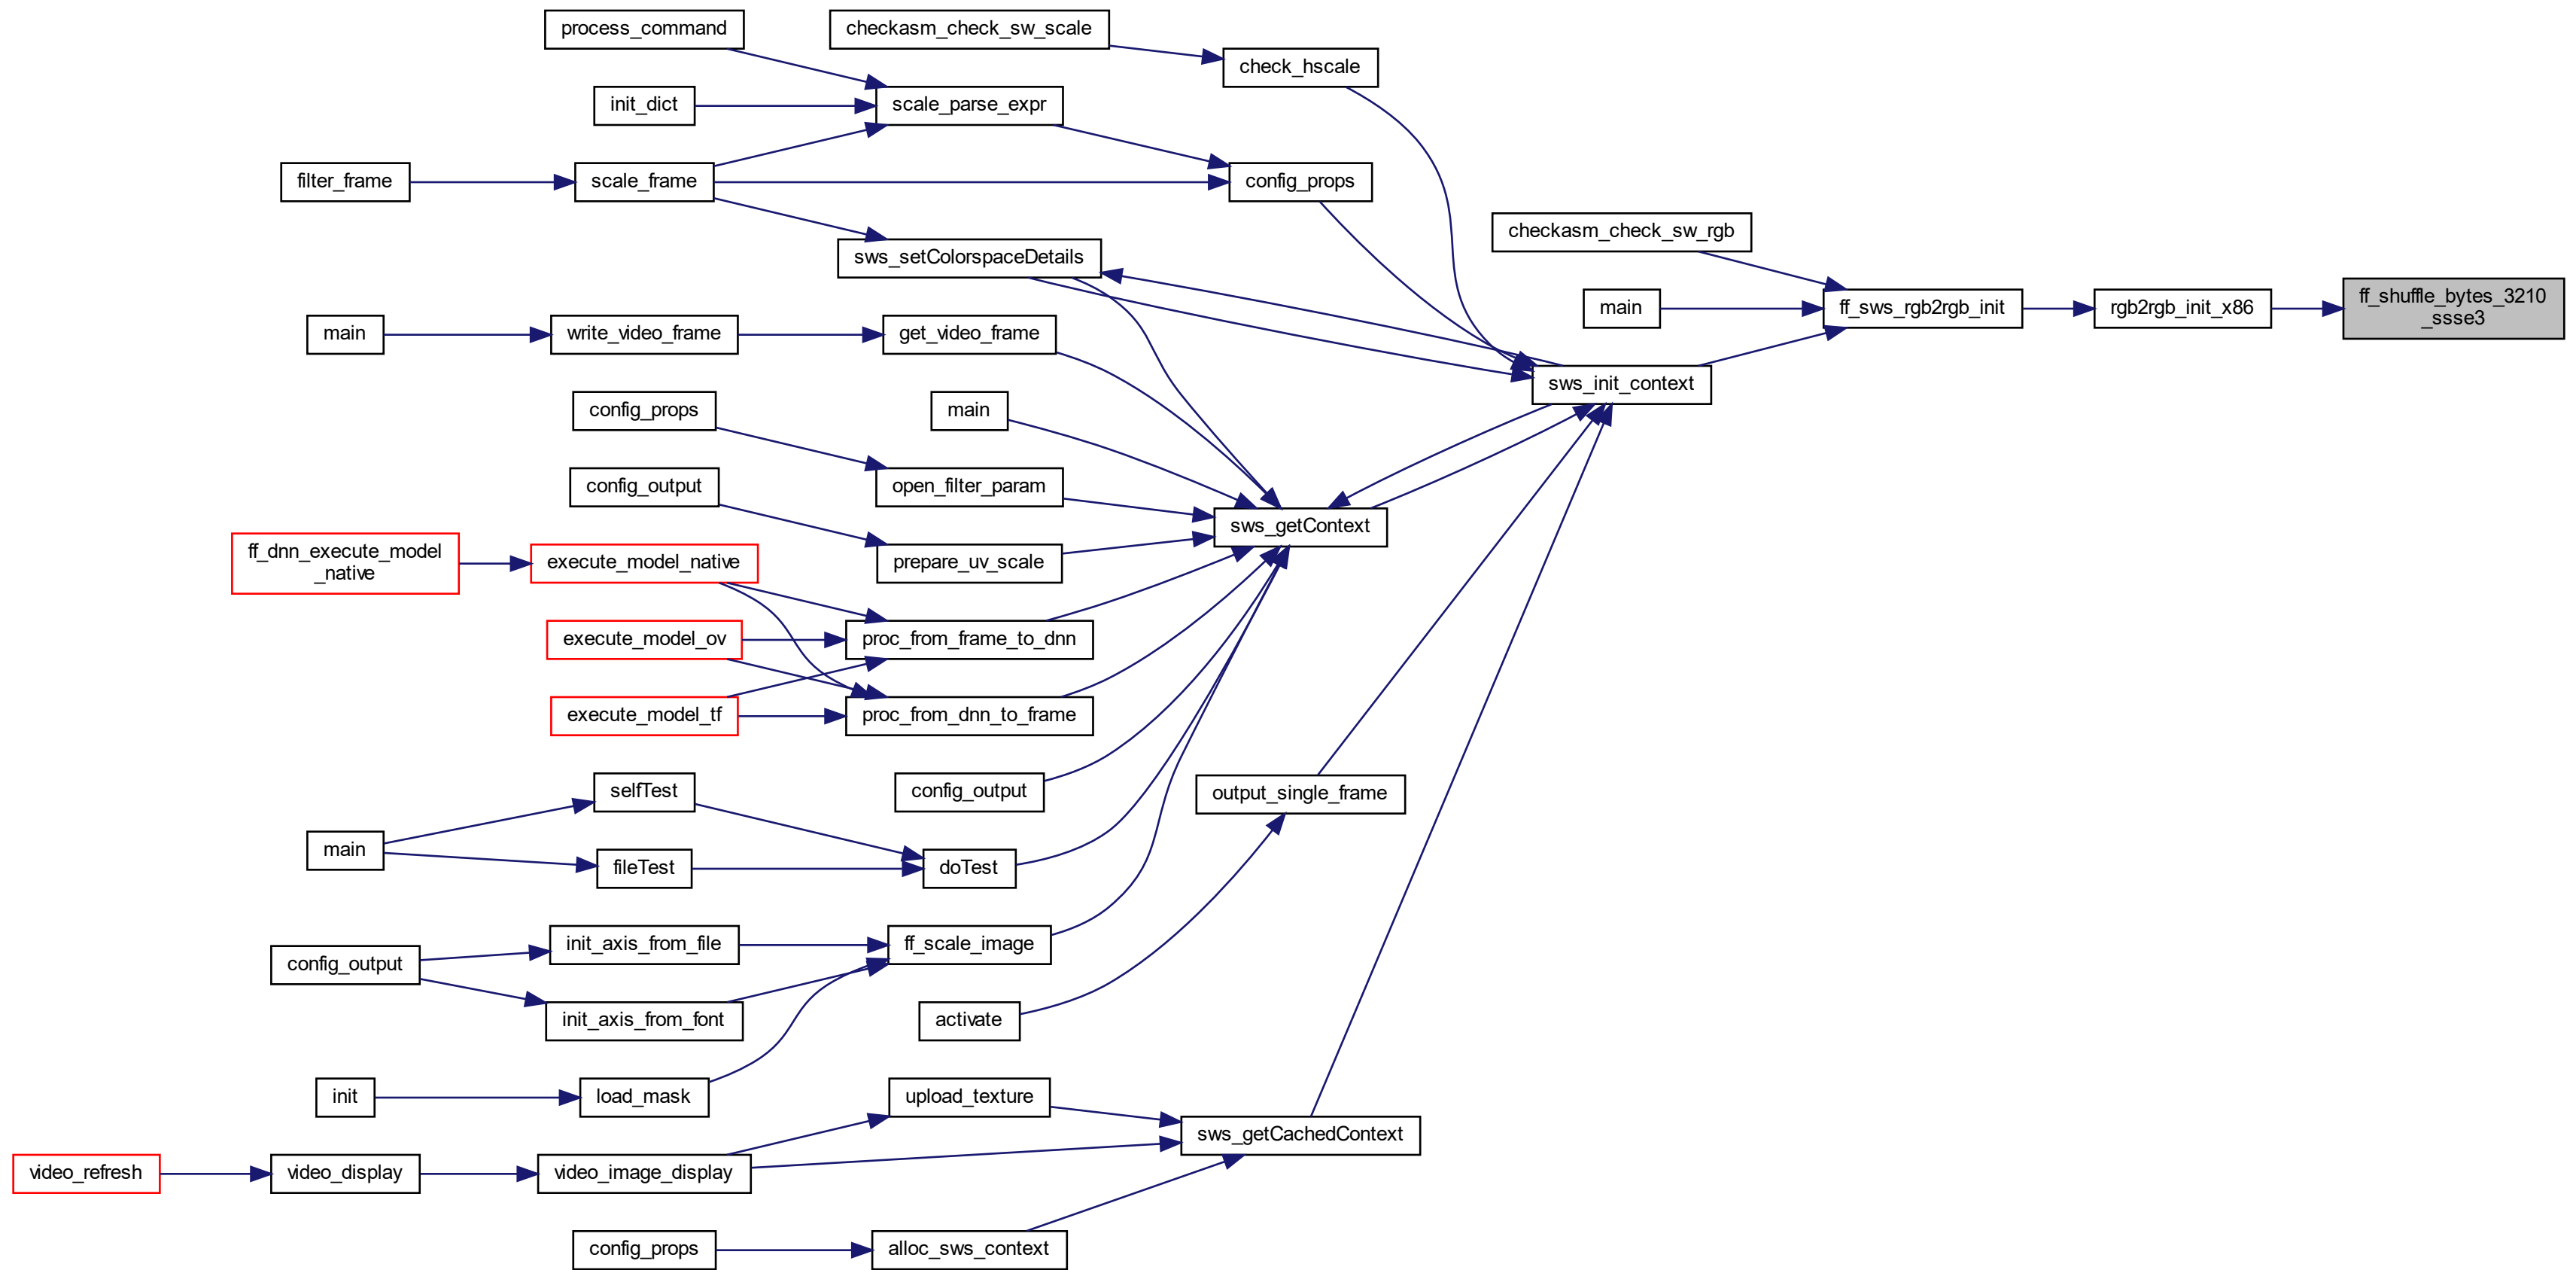 process_command
checkasm_check_sw_scale
check_hscale
init_dict
scale_parse_expr
filter_frame
scale_frame
config_props
checkasm_check_sw_rgb
sws_setColorspaceDetails
main
ff_sws_rgb2rgb_init
rgb2rgb_init_x86
ff_shuffle_bytes_3210
_ssse3
main
write_video_frame
get_video_frame
sws_init_context
config_props
main
config_output
open_filter_param
sws_getContext
ff_dnn_execute_model
_native
execute_model_native
prepare_uv_scale
execute_model_ov
proc_from_frame_to_dnn
execute_model_tf
proc_from_dnn_to_frame
selfTest
config_output
output_single_frame
main
fileTest
doTest
config_output
init_axis_from_file
ff_scale_image
init_axis_from_font
activate
init
load_mask
upload_texture
sws_getCachedContext
video_refresh
video_display
video_image_display
config_props
alloc_sws_context